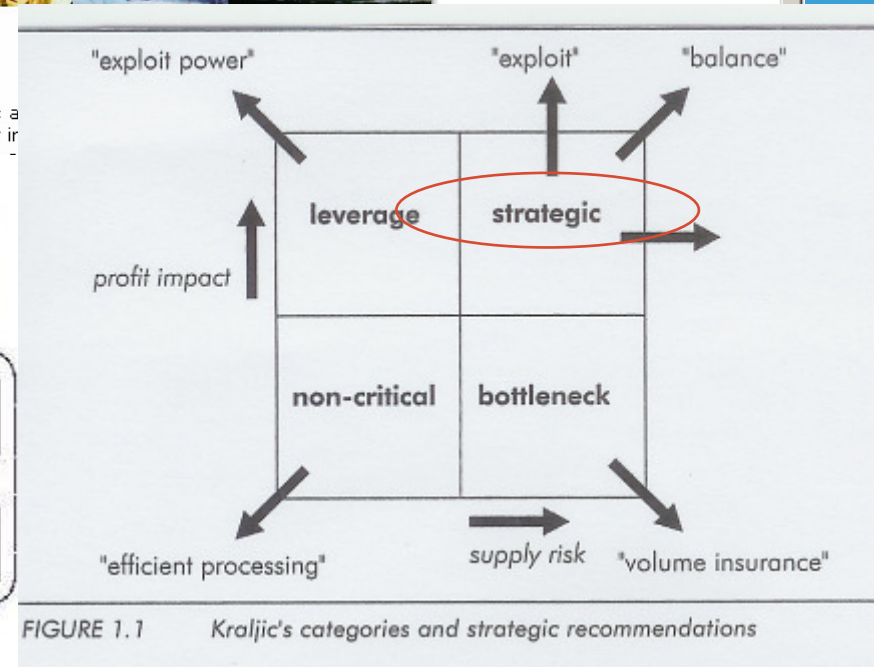 "exploit power" "exploit" "balance"
leverage strategic
profit impact
non-critical bottleneck
"efficient processing" supply risk "volume insurance"
FIGURE 1.1 Kraljic's categories and strategic recommendations